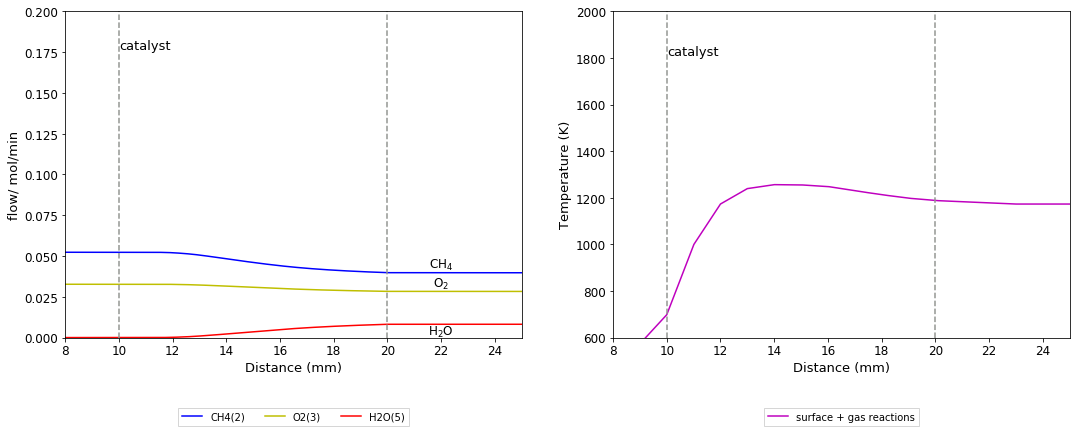 0.200
0.175
0.150
0.125
0.100
0.075
0.050
0.025
0.000
flow/ mol/min
catalyst
CH₄
O₂
H₂O
8 10 12 14 16 18 20 22 24
Distance (mm)
CH4(2) O2(3) H2O(5)
2000
1800
1600
1400
1200
1000
800
600
Temperature (K)
catalyst
8 10 12 14 16 18 20 22 24
Distance (mm)
surface + gas reactions